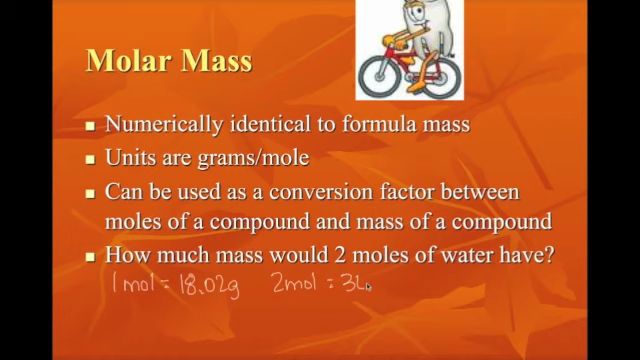 Molar Mass
Numerically identical to formula mass
Units are grams/mole
Can be used as a conversion factor between
moles of a compound and mass of a compound
How much mass would 2 moles of water have?
1 mol = 18.02g 2mol = 3